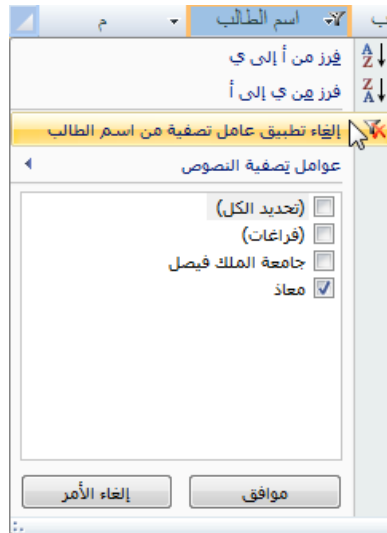 ب اسم الطالب م
فرز من أ إلى ي
فرز من ي إلى أ
إلغاء تطبيق عامل تصفية من اسم الطالب
عوامل تصفية النصوص
(تحديد الكل)
(فراغات)
جامعة الملك فيصل
معاذ
موافق إلغاء الأمر